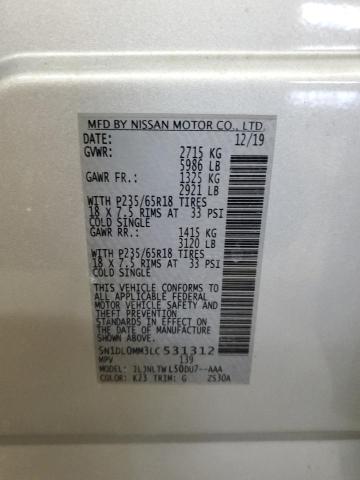 MFD BY NISSAN MOTOR CO., LTD.
DATE: 12/19
GVWR: 2715 KG
5986 LB
GAWR FR.: 1325 KG
2921 LB
WITH P235/65R18 TIRES
18 X 7.5 RIMS AT 33 PSI
COLD SINGLE
GAWR RR.: 1415 KG
3120 LB
WITH P235/65R18 TIRES
18 X 7.5 RIMS AT 33 PSI
COLD SINGLE
THIS VEHICLE CONFORMS TO
ALL APPLICABLE FEDERAL
MOTOR VEHICLE SAFETY AND
THEFT PREVENTION
STANDARDS IN EFFECT ON THE
DATE OF MANUFACTURE
SHOWN ABOVE.
5N1DL0MM3LC531312
MPV 139
MODEL: JLJNLTWL50DU7--AAA
COLOR: K23 TRIM: G ZS30A